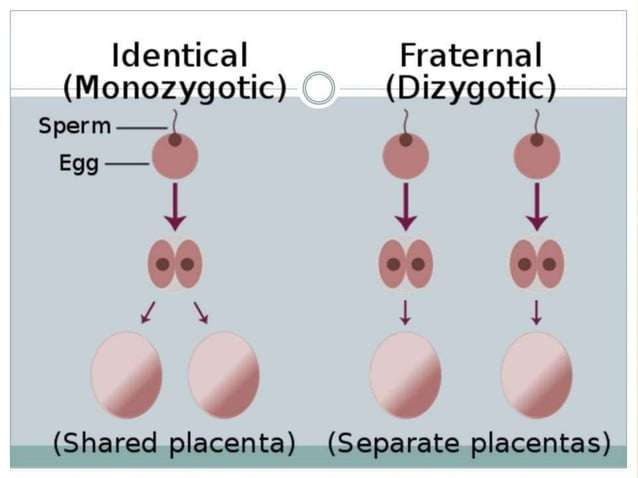 Identical
(Monozygotic)
Fraternal
(Dizygotic)
Sperm
Egg
(Shared placenta)
(Separate placentas)